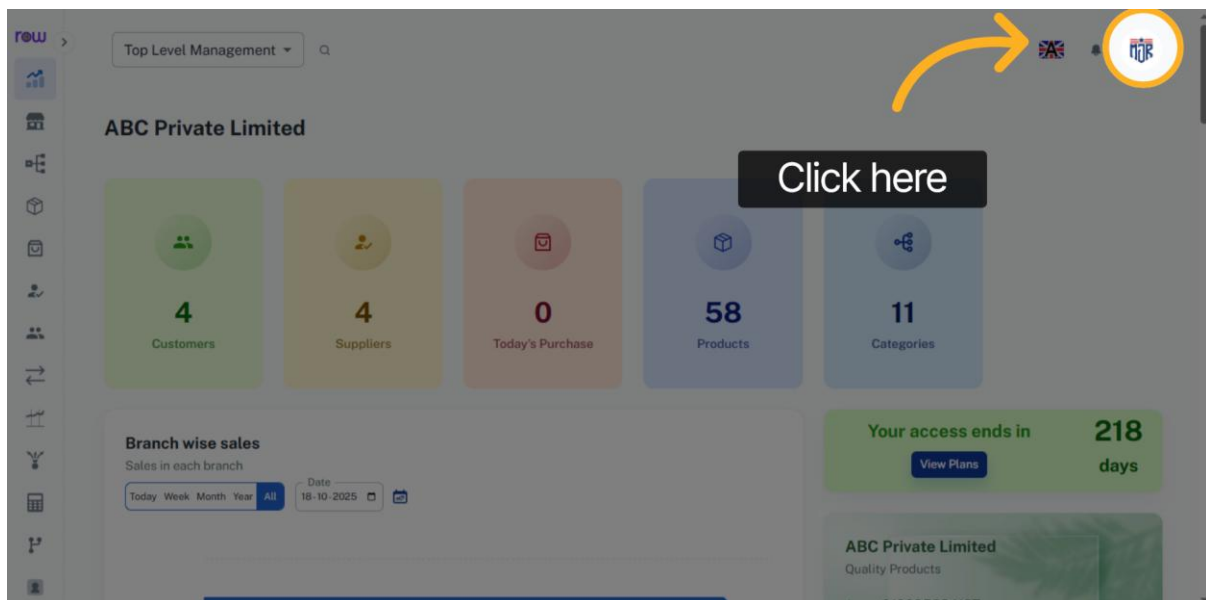 row
Top Level Management
A
ABC Private Limited
Click here
4
Customers
4
Suppliers
0
Today's Purchase
58
Products
11
Categories
Branch wise sales
Sales in each branch
Today Week Month Year All
Date
18-10-2025
Your access ends in
View Plans
218
days
ABC Private Limited
Quality Products